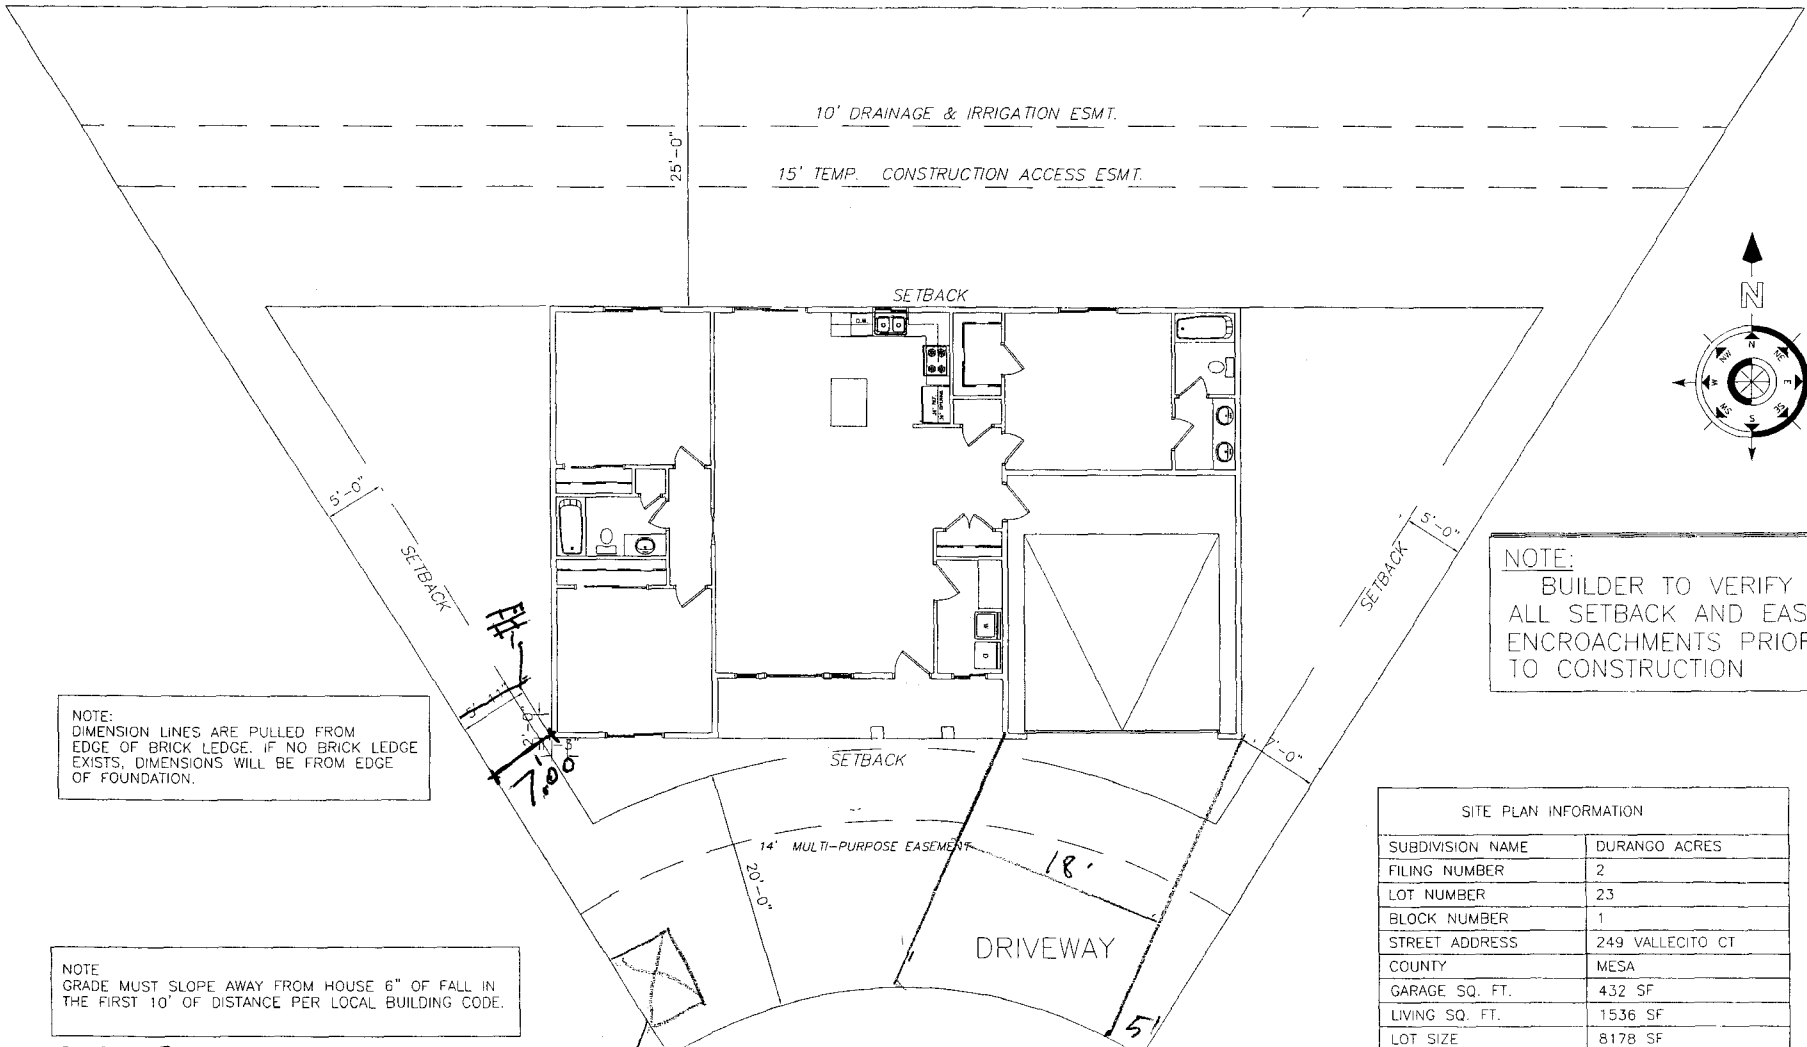 10' DRAINAGE & IRRIGATION ESMT.
25'-0"
15' TEMP. CONSTRUCTION ACCESS ESMT.
SETBACK
D.W.
N
N
NE
E
SE
S
SW
W
NW
5'-0"
SETBACK
5'-0"
SETBACK
NOTE:
BUILDER TO VERIFY
ALL SETBACK AND EAS
ENCROACHMENTS PRIOR
TO CONSTRUCTION
W
D
NOTE:
DIMENSION LINES ARE PULLED FROM
EDGE OF BRICK LEDGE. IF NO BRICK LEDGE
EXISTS, DIMENSIONS WILL BE FROM EDGE
OF FOUNDATION.
7.00'
SETBACK
7'-0"
14' MULTI-PURPOSE EASEMENT
20'-0"
18'
DRIVEWAY
5'
NOTE
GRADE MUST SLOPE AWAY FROM HOUSE 6" OF FALL IN
THE FIRST 10' OF DISTANCE PER LOCAL BUILDING CODE.
SITE PLAN INFORMATION
SUBDIVISION NAME DURANGO ACRES
FILING NUMBER 2
LOT NUMBER 23
BLOCK NUMBER 1
STREET ADDRESS 249 VALLECITO CT
COUNTY MESA
GARAGE SQ. FT. 432 SF
LIVING SQ. FT. 1536 SF
LOT SIZE 8178 SF